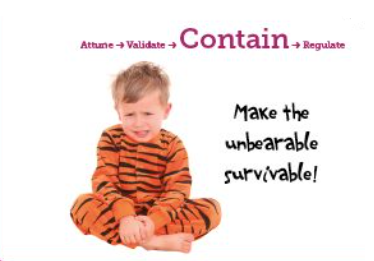 Attune → Validate → Contain → Regulate
Make the
unbearable
survivable!